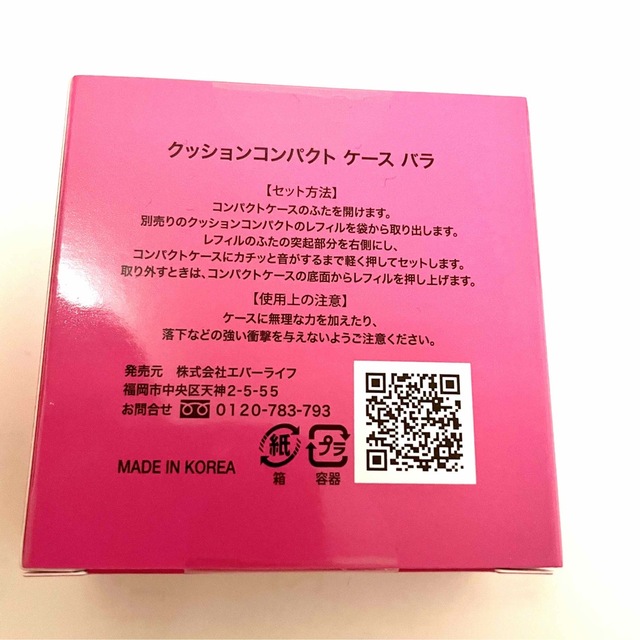 クッションコンパクト ケース バラ
【セット方法】
コンパクトケースのふたを開けます。
別売りのクッションコンパクトのレフィルを袋から取り出します。
レフィルのふたの突起部分を右側にし、
コンパクトケースにカチッと音がするまで軽く押してセットします。
取り外すときは、コンパクトケースの底面からレフィルを押し上げます。
【使用上の注意】
ケースに無理な力を加えたり、
落下などの強い衝撃を与えないようご注意ください。
発売元 株式会社エバーライフ
福岡市中央区天神2-5-55
お問合せ 0120-783-793
紙 プラ
箱 容器
MADE IN KOREA